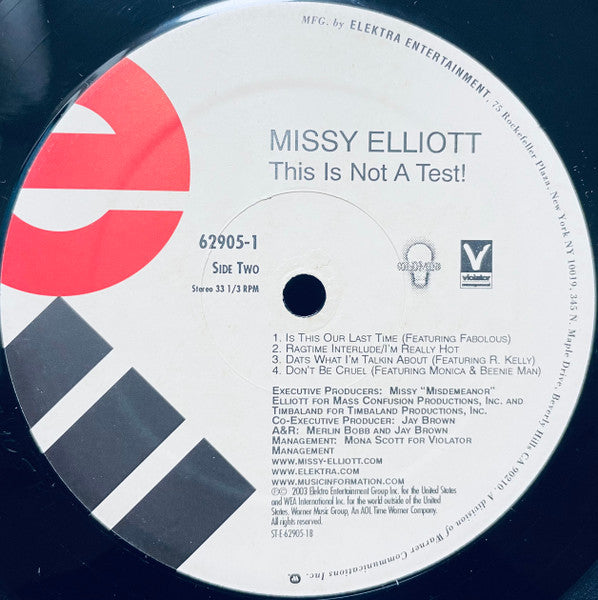 MFG. by ELEKTRA ENTERTAINMENT, 75 Rockefeller Plaza, New York NY 10019, 345 N. Maple Drive, Beverly Hills CA 90210. A division of Warner Communications Inc.
e
MISSY ELLIOTT
This Is Not A Test!
62905-1
SIDE TWO
Stereo 33 1/3 RPM
V
violator
management
1. IS THIS OUR LAST TIME (FEATURING FABOLOUS)
2. RAGTIME INTERLUDE/I'M REALLY HOT
3. DATS WHAT I'M TALKIN ABOUT (FEATURING R. KELLY)
4. DON'T BE CRUEL (FEATURING MONICA & BEENIE MAN)
EXECUTIVE PRODUCERS: MISSY "MISDEMEANOR"
ELLIOTT FOR MASS CONFUSION PRODUCTIONS, INC. AND
TIMBALAND FOR TIMBALAND PRODUCTIONS, INC.
CO-EXECUTIVE PRODUCER: JAY BROWN
A&R: MERLIN BOBB AND JAY BROWN
MANAGEMENT: MONA SCOTT FOR VIOLATOR
MANAGEMENT
WWW.MISSY-ELLIOTT.COM
WWW.ELEKTRA.COM
WWW.MUSICINFORMATION.COM
℗© 2003 Elektra Entertainment Group Inc. for the United States
and WEA International Inc. for the world outside of the United
States. Warner Music Group, An AOL Time Warner Company.
All rights reserved.
ST-E-62905-1B